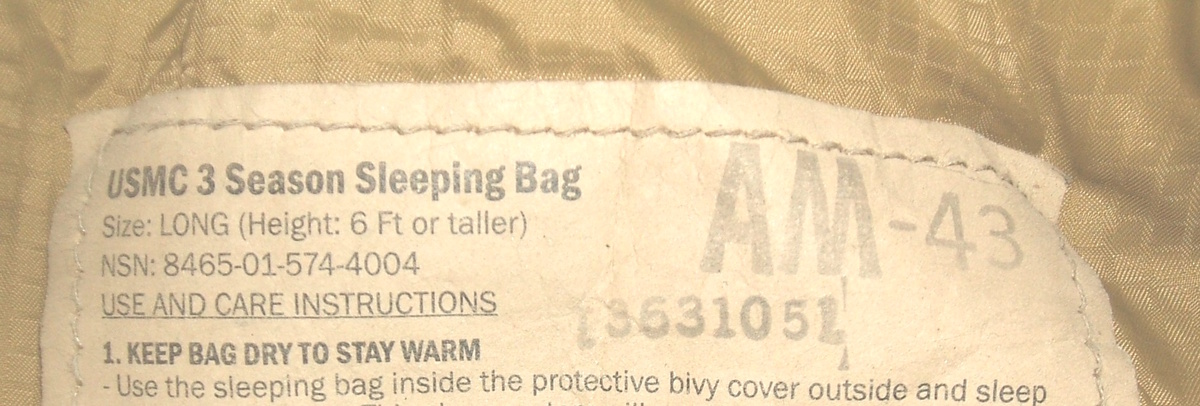 USMC 3 Season Sleeping Bag
Size: LONG (Height: 6 Ft or taller)
NSN: 8465-01-574-4004
USE AND CARE INSTRUCTIONS
AM-43
1. KEEP BAG DRY TO STAY WARM
- Use the sleeping bag inside the protective bivy cover outside and sleep